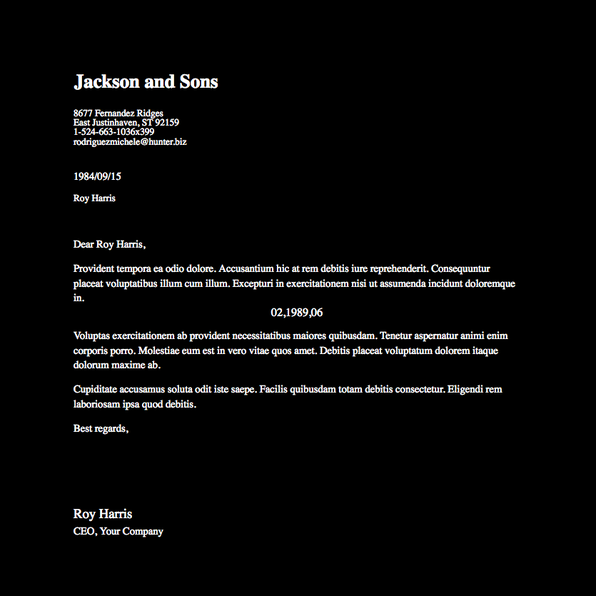 Jackson and Sons
8677 Fernandez Ridges
East Justinhaven, ST 92159
1-524-663-1036x399
rodriguezmichele@hunter.biz
1984/09/15
Roy Harris
Dear Roy Harris,
Provident tempora ea odio dolore. Accusantium hic at rem debitis iure reprehenderit. Consequuntur
placeat voluptatibus illum cum illum. Excepturi in exercitationem nisi ut assumenda incidunt doloremque
in.
02,1989,06
Voluptas exercitationem ab provident necessitatibus maiores quibusdam. Tenetur aspernatur animi enim
corporis porro. Molestiae eum est in vero vitae quos amet. Debitis placeat voluptatum dolorem itaque
dolorum maxime ab.
Cupiditate accusamus soluta odit iste saepe. Facilis quibusdam totam debitis consectetur. Eligendi rem
laboriosam ipsa quod debitis.
Best regards,
Roy Harris
CEO, Your Company